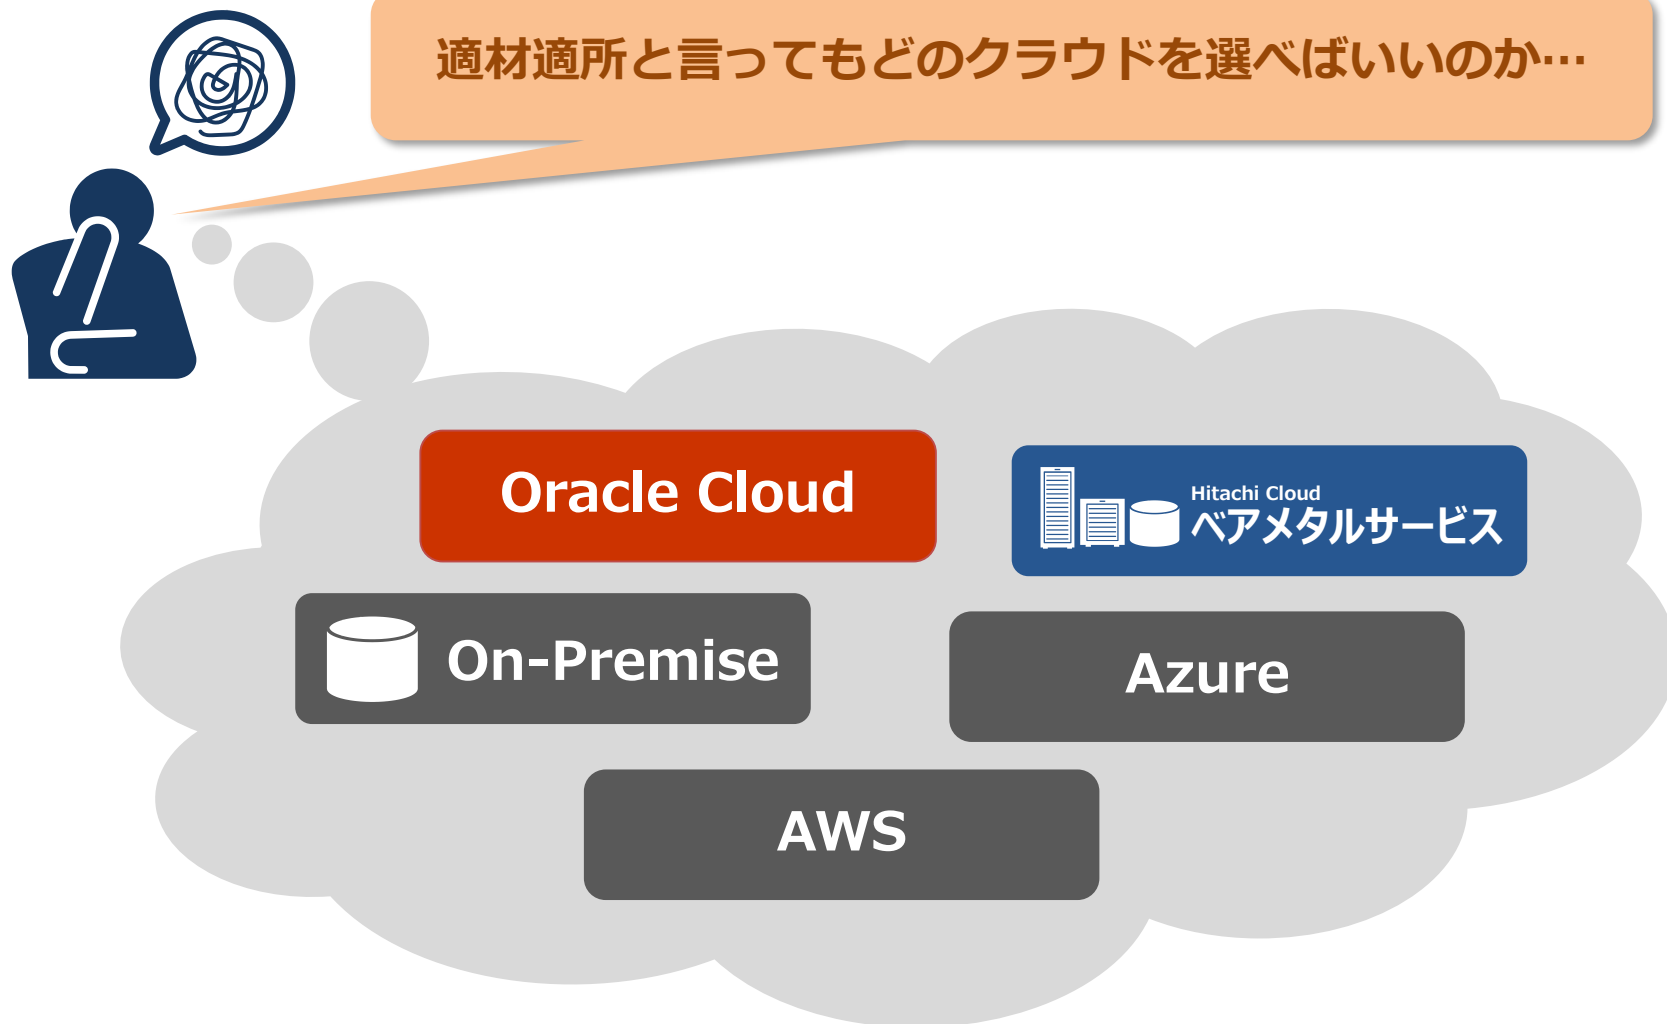 適材適所と言ってもどのクラウドを選べばいいのか…
Oracle Cloud
Hitachi Cloud
ベアメタルサービス
On-Premise
Azure
AWS